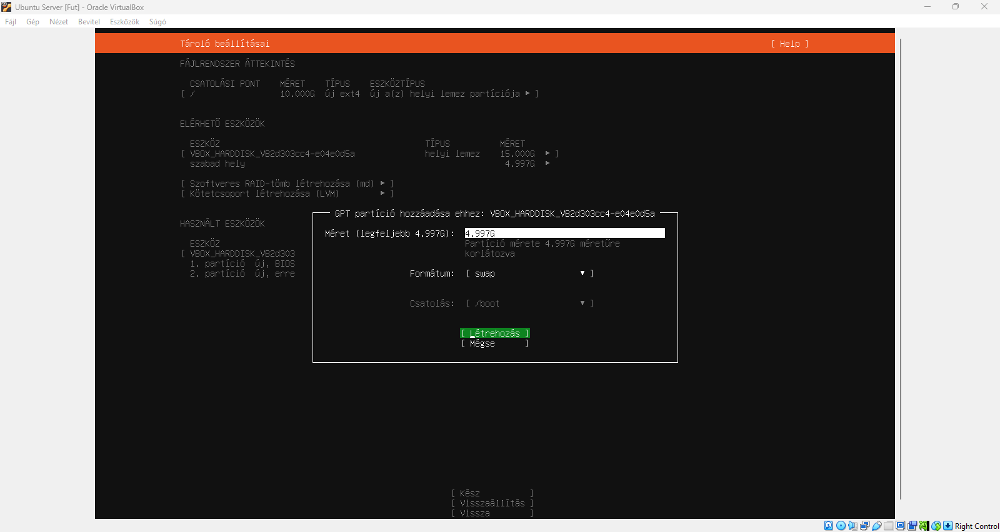 Ubuntu Server [Fut] - Oracle VirtualBox
Fájl Gép Nézet Bevitel Eszközök Súgó
Tároló beállításai [ Help ]
FÁJLRENDSZER ÁTTEKINTÉS
CSATOLÁSI PONT MÉRET TÍPUS ESZKÖZTÍPUS
[ / 10.000G új ext4 új a(z) helyi lemez partíciója ▸ ]
ELÉRHETŐ ESZKÖZÖK
ESZKÖZ TÍPUS MÉRET
[ VBOX_HARDDISK_VB2d303cc4-e04e0d5a helyi lemez 15.000G ▸ ]
szabad hely 4.997G ▸
[ Szoftveres RAID-tömb létrehozása (md) ▸ ]
[ Kötetcsoport létrehozása (LVM) ▸ ]
HASZNÁLT ESZKÖZÖK
ESZKÖZ
[ VBOX_HARDDISK_VB2d303
1. partíció új, BIOS
2. partíció új, erre
GPT partíció hozzáadása ehhez: VBOX_HARDDISK_VB2d303cc4-e04e0d5a
Méret (legfeljebb 4.997G): 4.997G
Partíció mérete 4.997G méretűre
korlátozva
Formátum: [ swap ▾ ]
Csatolás: [ /boot ▾ ]
[ Létrehozás ]
[ Mégse ]
[ Kész ]
[ Visszaállítás ]
[ Vissza ]
Right Control